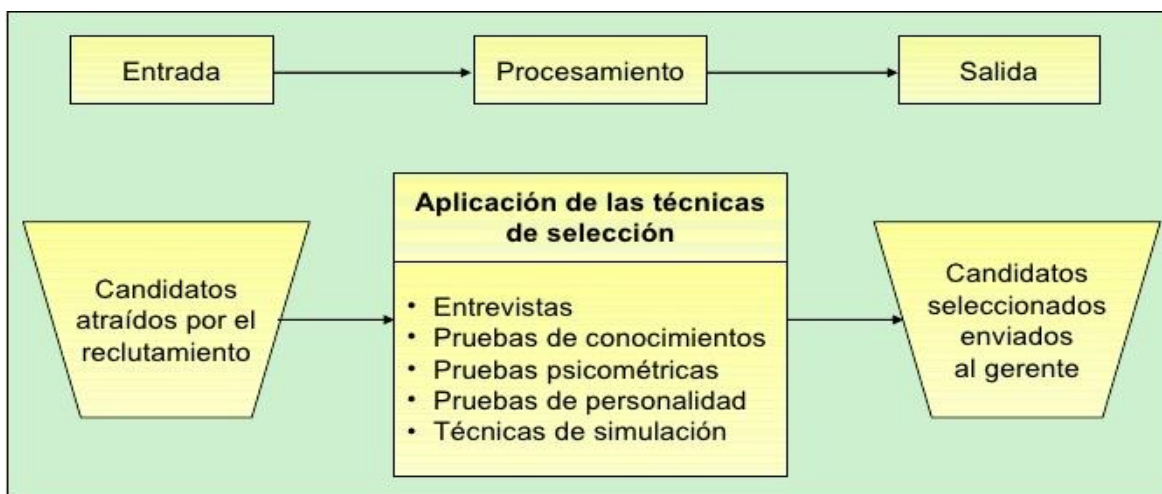 Entrada
Procesamiento
Salida
Candidatos
atraídos por el
reclutamiento
Aplicación de las técnicas
de selección
• Entrevistas
• Pruebas de conocimientos
• Pruebas psicométricas
• Pruebas de personalidad
• Técnicas de simulación
Candidatos
seleccionados
enviados
al gerente